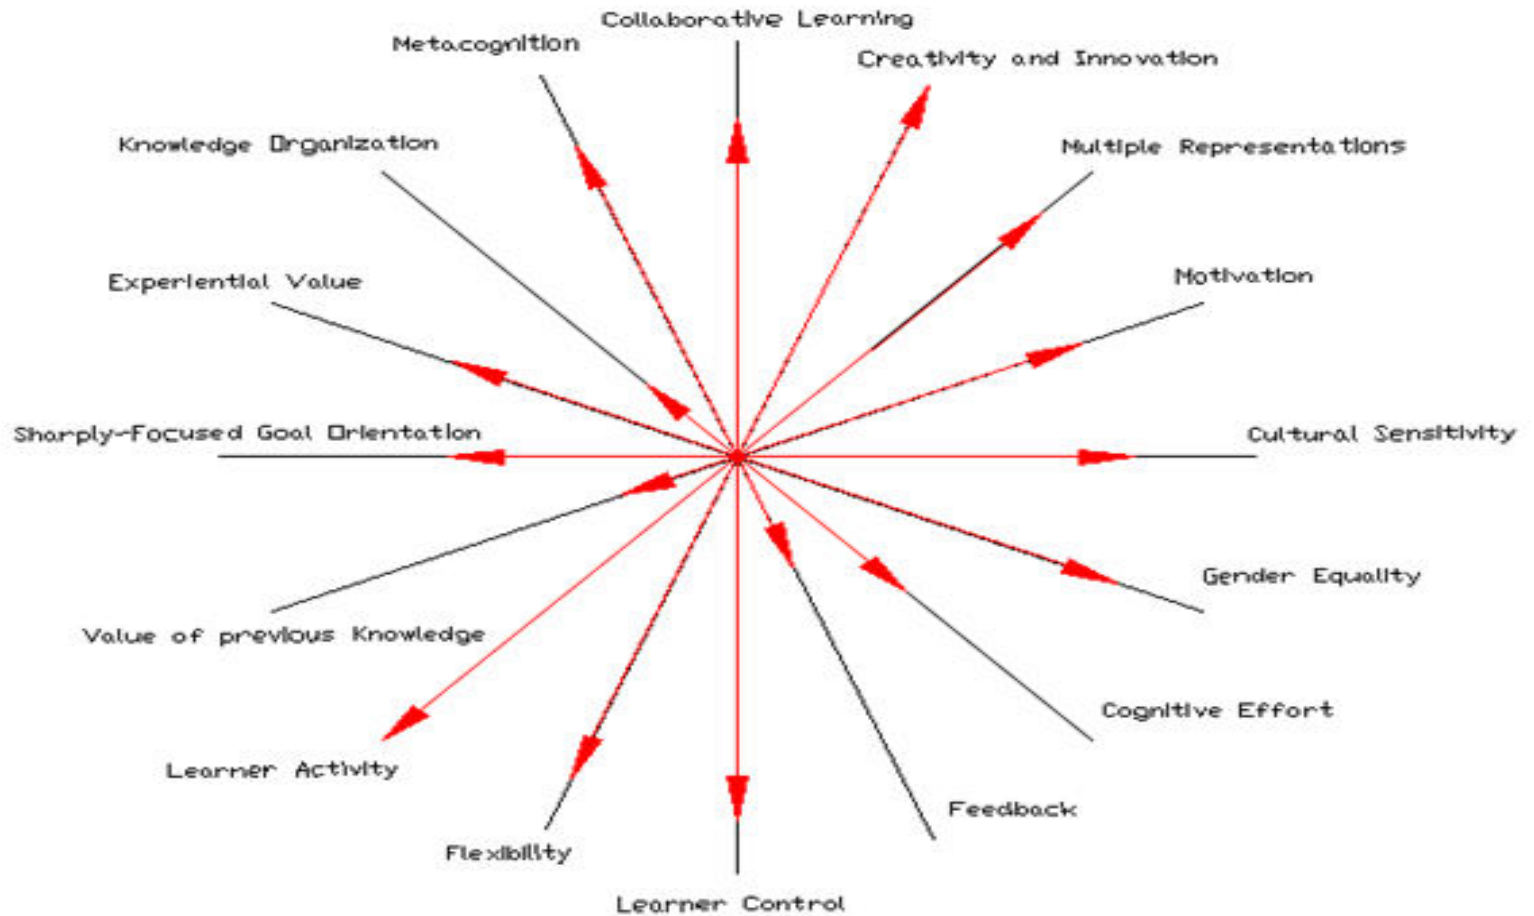 Collaborative Learning
Metacognition
Creativity and Innovation
Knowledge Organization
Multiple Representations
Experiential Value
Motivation
Sharply-Focused Goal Orientation
Cultural Sensitivity
Gender Equality
Value of previous Knowledge
Cognitive Effort
Learner Activity
Feedback
Flexibility
Learner Control